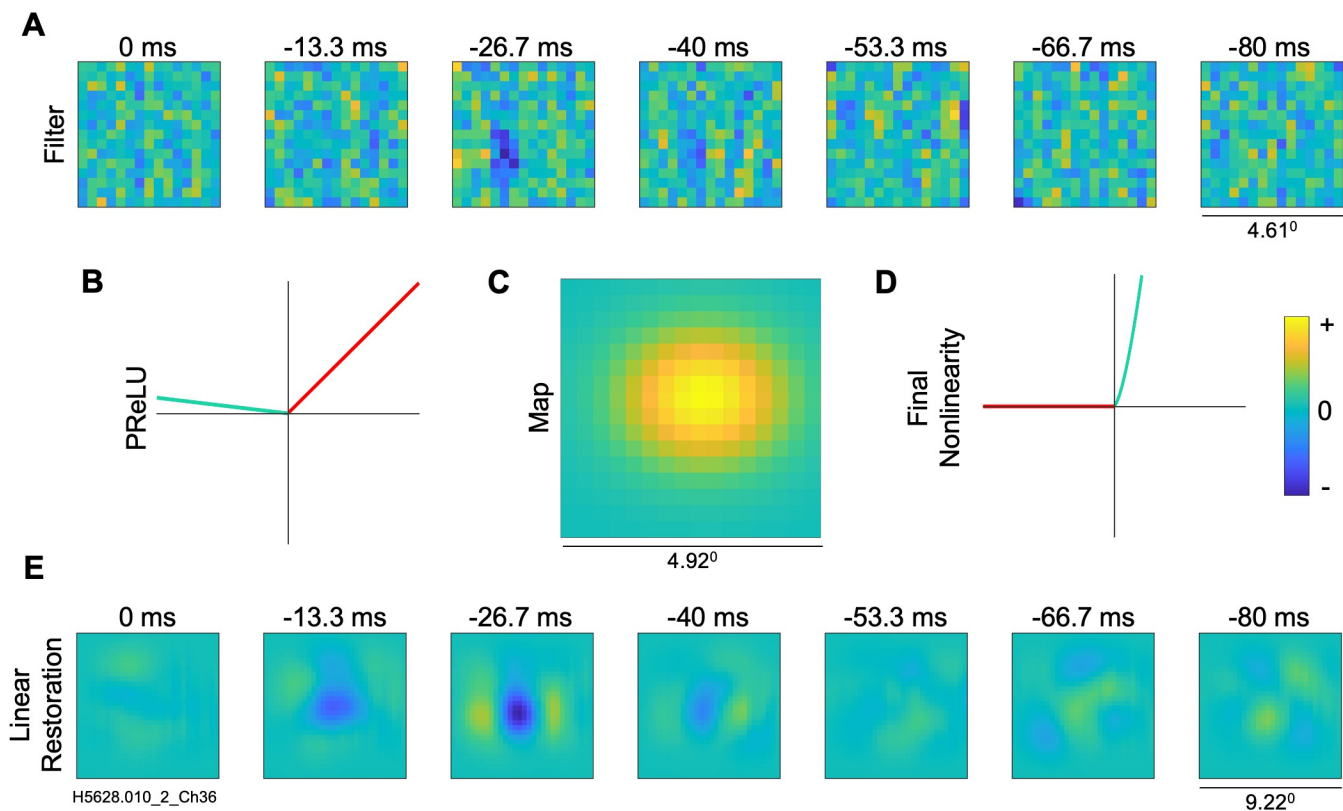 A
0 ms -13.3 ms -26.7 ms -40 ms -53.3 ms -66.7 ms -80 ms
Filter
4.61⁰
B
PReLU
C
Map
4.92⁰
D
Final
Nonlinearity
+
0
-
E
0 ms -13.3 ms -26.7 ms -40 ms -53.3 ms -66.7 ms -80 ms
Linear
Restoration
H5628.010_2_Ch36
9.22⁰